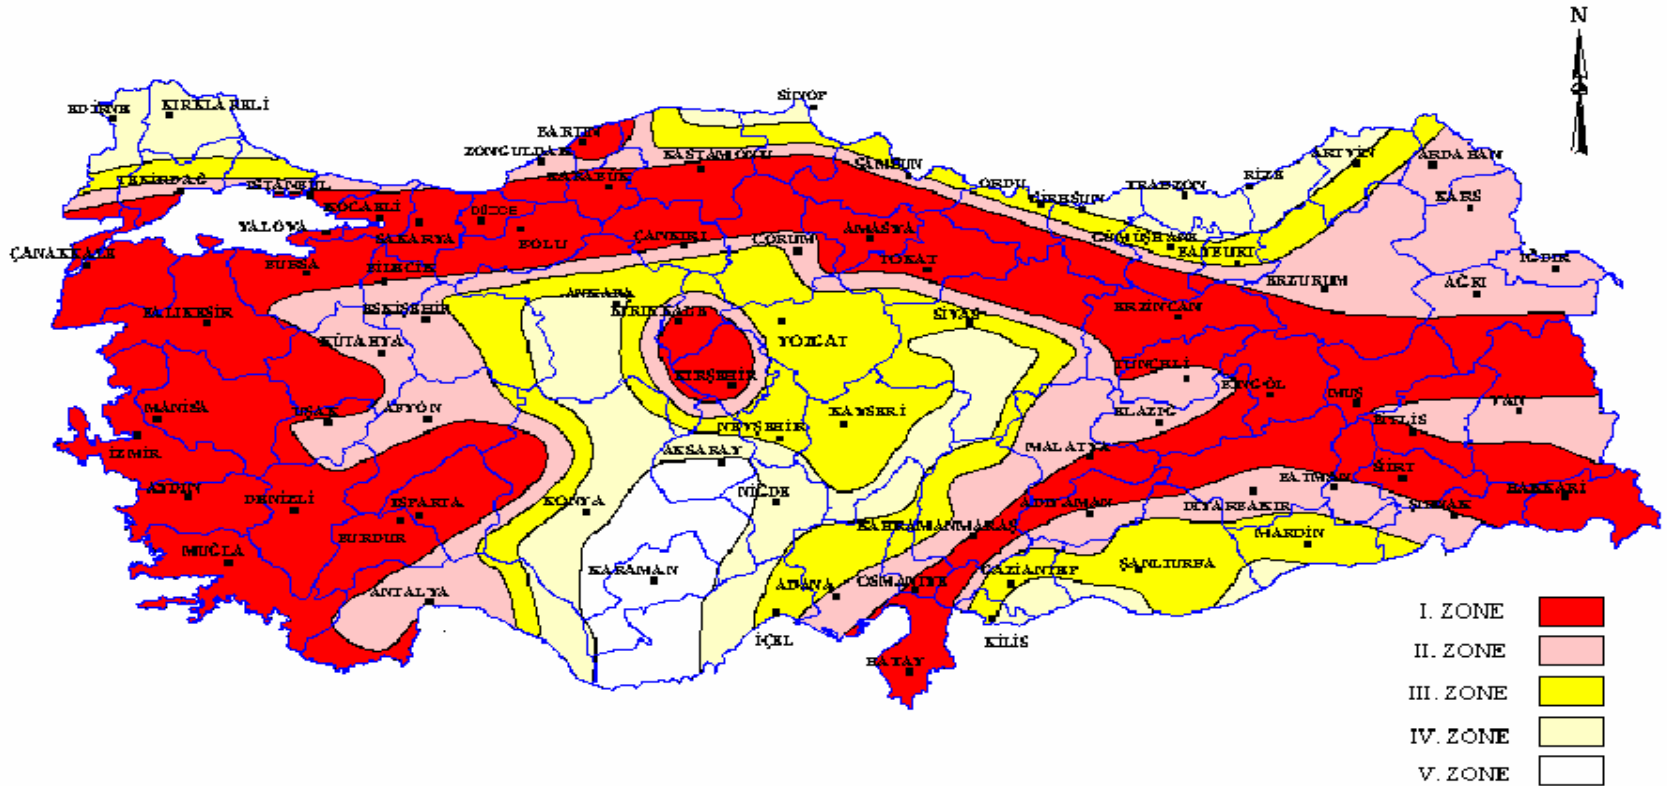 N
SİNOP
EDİRNE
KIRKLARELİ
BARTIN
ZONGULDAK
KASTAMONU
SAMSUN
ARTVİN
ARDAHAN
TEKİRDAĞ
İSTANBUL
KARABÜK
ORDU
GİRESUN
TRABZON
RİZE
KARS
KOCAELİ
DÜZCE
YALOVA
SAKARYA
BOLU
ÇANKIRI
ÇORUM
AMASYA
GÜMÜŞHANE
BAYBURT
ÇANAKKALE
BURSA
BİLECİK
TOKAT
ERZURUM
IĞDIR
AĞRI
BALIKESİR
ESKİŞEHİR
ANKARA
KIRIKKALE
SİVAS
ERZİNCAN
KÜTAHYA
YOZGAT
TUNCELİ
KIRŞEHİR
BİNGÖL
MUŞ
VAN
MANİSA
UŞAK
AFYON
KAYSERİ
ELAZIĞ
BİTLİS
NEVŞEHİR
İZMİR
AKSARAY
MALATYA
SİİRT
AYDIN
DENİZLİ
ISPARTA
KONYA
NİĞDE
ADIYAMAN
BATMAN
DİYARBAKIR
ŞIRNAK
HAKKARİ
BURDUR
KAHRAMANMARAŞ
MARDİN
MUĞLA
KARAMAN
ADANA
OSMANİYE
GAZİANTEP
ŞANLIURFA
ANTALYA
İÇEL
KİLİS
HATAY
I. ZONE
II. ZONE
III. ZONE
IV. ZONE
V. ZONE